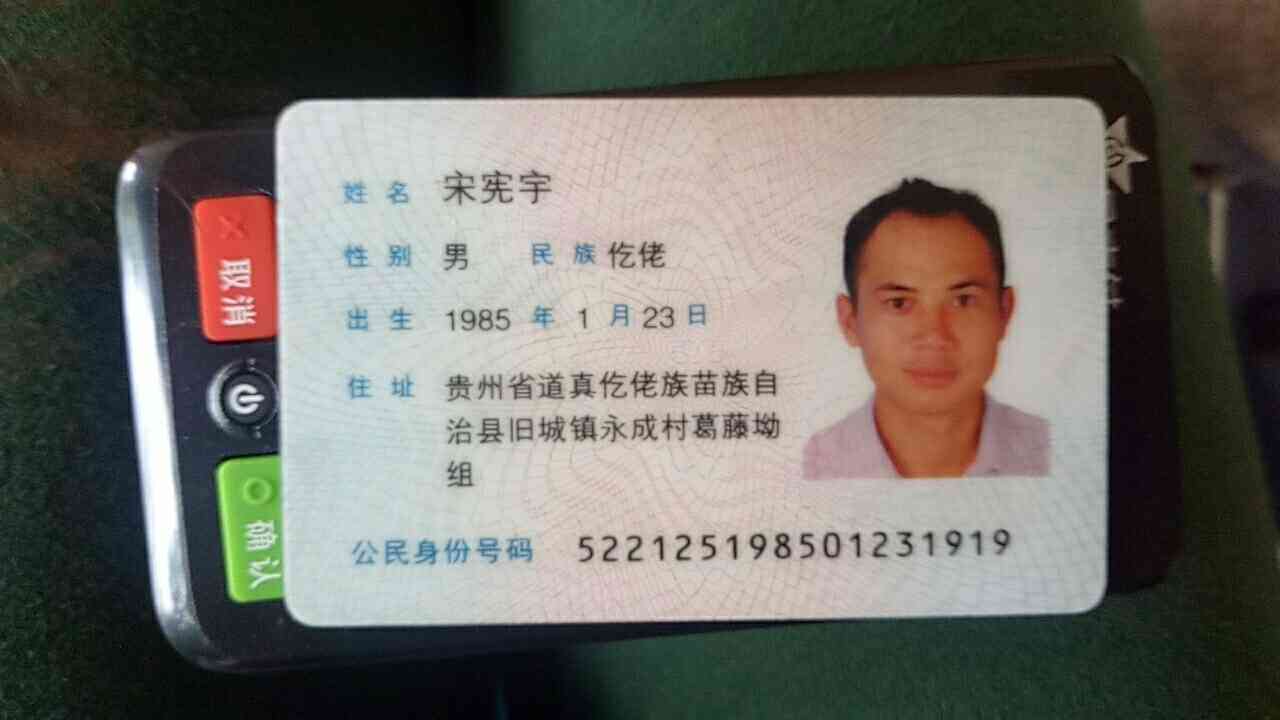 姓名 宋宪宇
性别 男 民族 仡佬
出生 1985 年 1 月 23 日
住址 贵州省道真仡佬族苗族自
治县旧城镇永成村葛藤坳
组
公民身份号码 522125198501231919
取消
确认